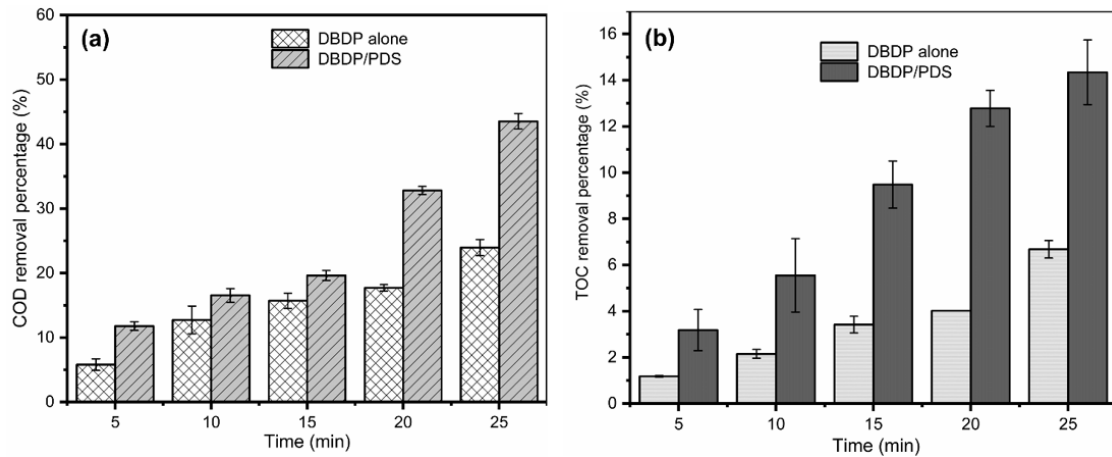 (a)
DBDP alone
DBDP/PDS
COD removal percentage (%)
60
50
40
30
20
10
0
5 10 15 20 25
Time (min)
(b)
DBDP alone
DBDP/PDS
TOC removal percentage (%)
16
14
12
10
8
6
4
2
0
5 10 15 20 25
Time (min)